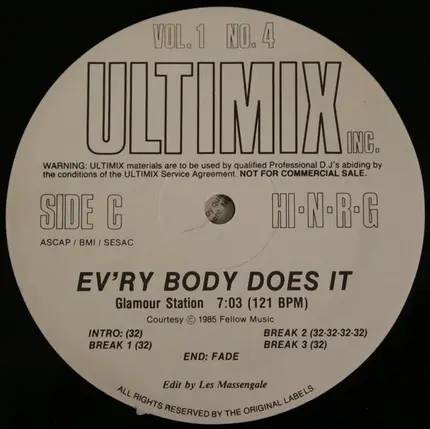 VOL. 1 NO. 4
ULTIMIX INC.
WARNING: ULTIMIX materials are to be used by qualified Professional D.J's abiding by
the conditions of the ULTIMIX Service Agreement. NOT FOR COMMERCIAL SALE.
SIDE C HI·N·R·G
ASCAP / BMI / SESAC
EV'RY BODY DOES IT
Glamour Station 7:03 (121 BPM)
Courtesy © 1985 Fellow Music
INTRO: (32) BREAK 2 (32-32-32-32)
BREAK 1 (32) BREAK 3 (32)
END: FADE
Edit by Les Massengale
ALL RIGHTS RESERVED BY THE ORIGINAL LABELS.